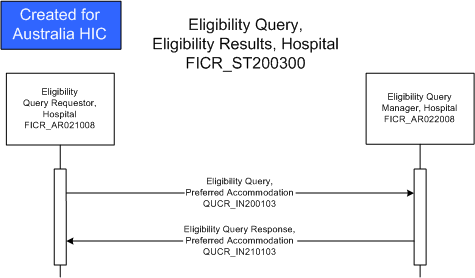 Created for
Australia HIC
Eligibility Query,
Eligibility Results, Hospital
FICR_ST200300
Eligibility
Query Requestor,
Hospital
FICR_AR021008
Eligibility Query
Manager, Hospital
FICR_AR022008
Eligibility Query,
Preferred Accommodation
QUCR_IN200103
Eligibility Query Response,
Preferred Accommodation
QUCR_IN210103